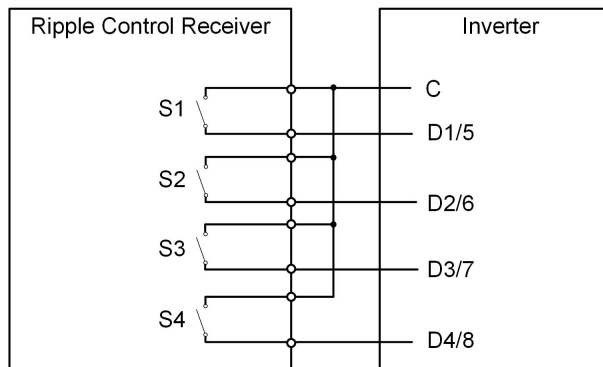 Ripple Control Receiver
Inverter
C
S1
D1/5
S2
D2/6
S3
D3/7
S4
D4/8